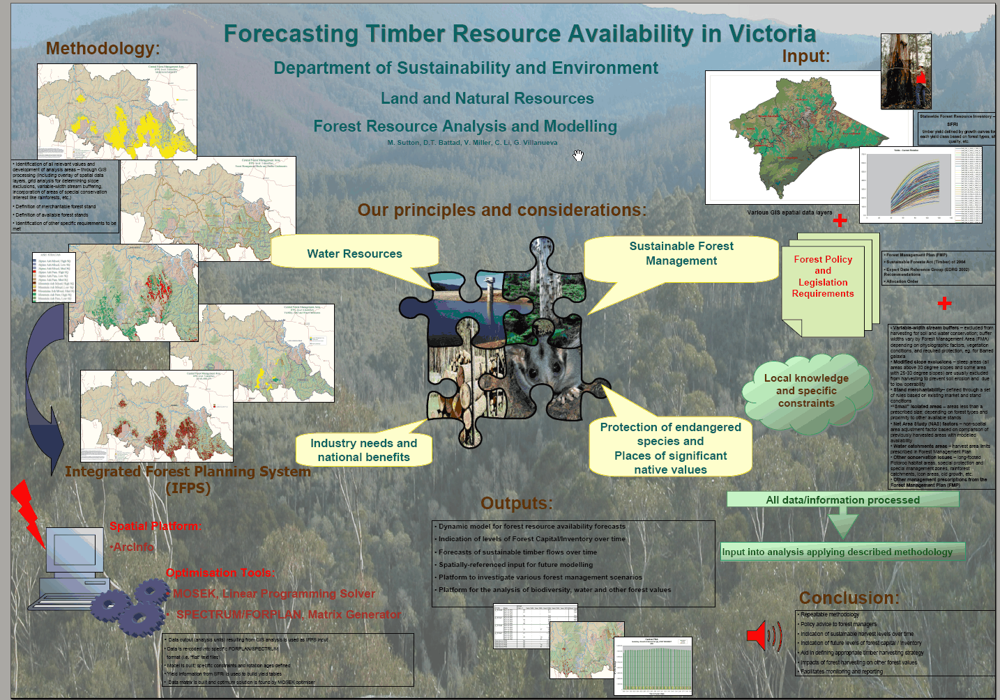 Forecasting Timber Resource Availability in Victoria
Department of Sustainability and Environment
Land and Natural Resources
Forest Resource Analysis and Modelling
M. Sutton, D.T. Battad, V. Miller, C. Li, G. Villanueva
Methodology:
• Identification of all relevant values and
development of analysis areas – through GIS
processing (including overlay of spatial data
layers, grid analysis for determining slope
exclusions, variable-width stream buffering,
incorporation of areas of special conservation
interest like rainforests, etc.)
• Definition of merchantable forest stand
• Definition of available forest stands
• Identification of other specific requirements to be
met
Integrated Forest Planning System
(IFPS)
Spatial Platform:
•ArcInfo
Optimisation Tools:
MOSEK, Linear Programming Solver
• SPECTRUM/FORPLAN, Matrix Generator
• Data output (analysis units) resulting from GIS analysis is used as IFPS input
• Data is re-coded into specific FORPLAN/SPECTRUM
format (i.e. "flat" text files)
• Model is built; specific constraints and rotation ages defined
• Yield information from SFRI is used to build yield tables
• Data matrix is built and optimum solution is found by MOSEK optimiser
Our principles and considerations:
Water Resources
Sustainable Forest
Management
Industry needs and
national benefits
Protection of endangered
species and
Places of significant
native values
Outputs:
• Dynamic model for forest resource availability forecasts
• Indication of levels of Forest Capital/Inventory over time
• Forecasts of sustainable timber flows over time
• Spatially-referenced input for future modelling
• Platform to investigate various forest management scenarios
• Platform for the analysis of biodiversity, water and other forest values
Input:
Statewide Forest Resource Inventory –
SFRI
timber yield defined by growth curves for
each yield class based on forest types, site
quality, etc.
Yields - Current Rotation
Various GIS spatial data layers
Forest Policy
and
Legislation
Requirements
• Forest Management Plan (FMP)
• Sustainable Forests Act (Timber) of 2004
• Expert Data Reference Group (EDRG 2002)
Recommendations
• Allocation Order
Local knowledge
and specific
constraints
• Variable-width stream buffers – excluded from
harvesting for soil and water conservation; buffer
widths vary by Forest Management Area (FMA)
depending on physiographic factors, vegetation
conditions, and required protection, eg. for Barred
galaxia
• Modified slope exclusions – steep areas (all
areas above 30 degree slopes and some area
with 25-30 degree slopes) are usually excluded
from harvesting to prevent soil erosion and due
to low operability
• Stand merchantability– defined through a set
of rules based on existing market and stand
conditions
•"Small" isolated areas – areas less than a
prescribed size; depending on forest types and
proximity to other available stands
• Net Area Study (NAS) factors – non-spatial
area adjustment factor based on comparison of
previously harvested areas with modelled
availability
• Water catchments areas – harvest area limits
prescribed in Forest Management Plan
• Other conservation issues – long-footed
Potoroo habitat areas, special protection and
special management zones, rainforest
catchments, icon areas, old growth, etc.
• Other management prescriptions from the
Forest Management Plan (FMP)
All data/information processed
Input into analysis applying described methodology
Conclusion:
• Repeatable methodology
• Policy advice to forest managers
• Indication of sustainable harvest levels over time
• Indication of future levels of forest capital / inventory
• Aid in defining appropriate timber harvesting strategy
• Impacts of forest harvesting on other forest values
• Facilitates monitoring and reporting